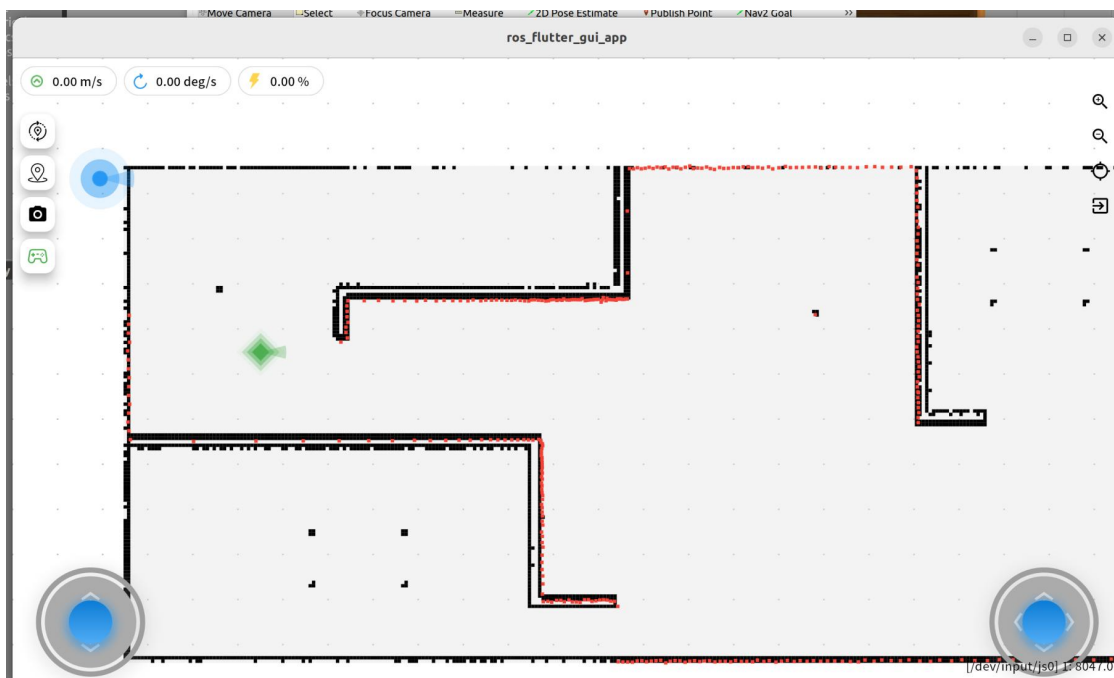 Move Camera Select Focus Camera Measure 2D Pose Estimate Publish Point Nav2 Goal >>
ros_flutter_gui_app
0.00 m/s 0.00 deg/s 0.00 %
[/dev/input/js0] 1: 8047.0